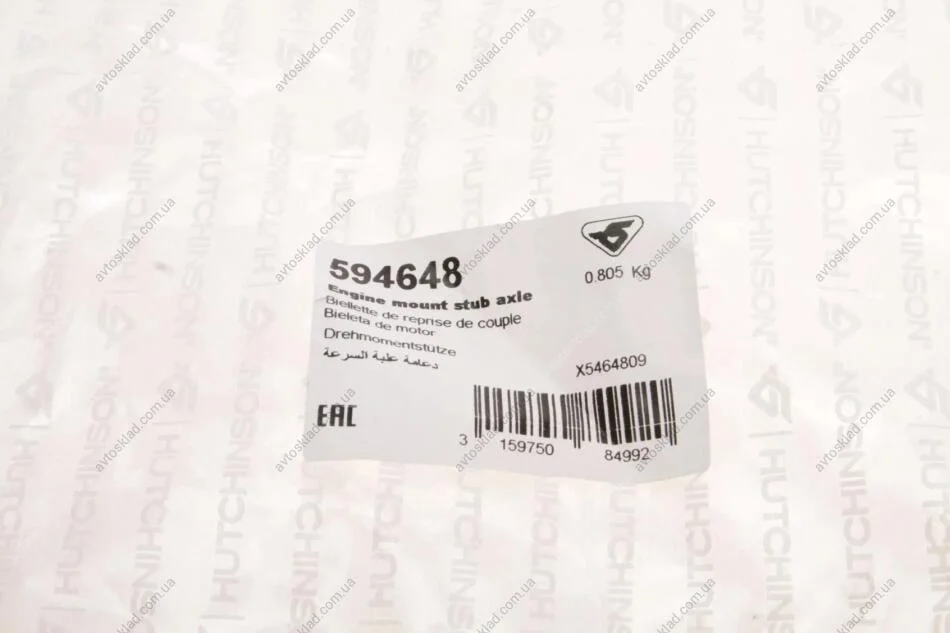 594648
0.805 Kg
Engine mount stub axle
Biellette de reprise de couple
Bieleta de motor
Drehmomentstütze
دعامة علبة السرعة
X5464809
EAC
3 159750 84992
HUTCHINSON
avtosklad.com.ua